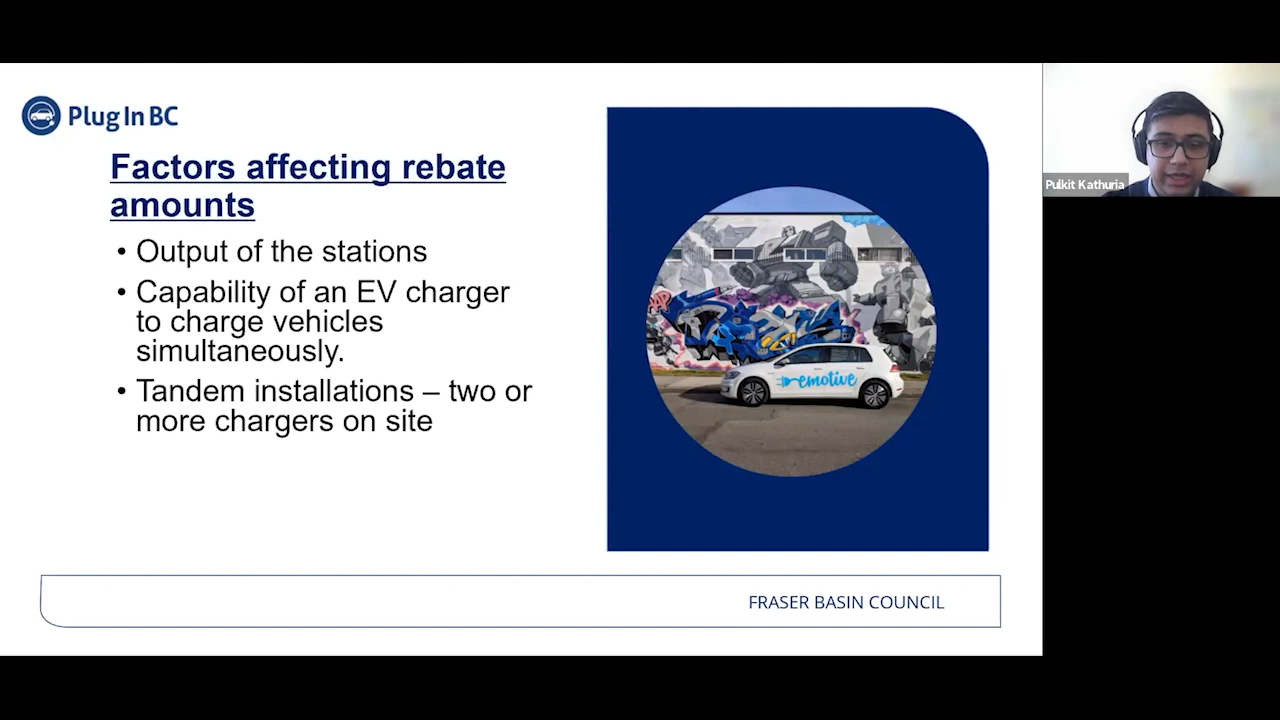 Plug In BC
Factors affecting rebate
amounts
• Output of the stations
• Capability of an EV charger
to charge vehicles
simultaneously.
• Tandem installations – two or
more chargers on site
emotive
FRASER BASIN COUNCIL
Pulkit Kathuria